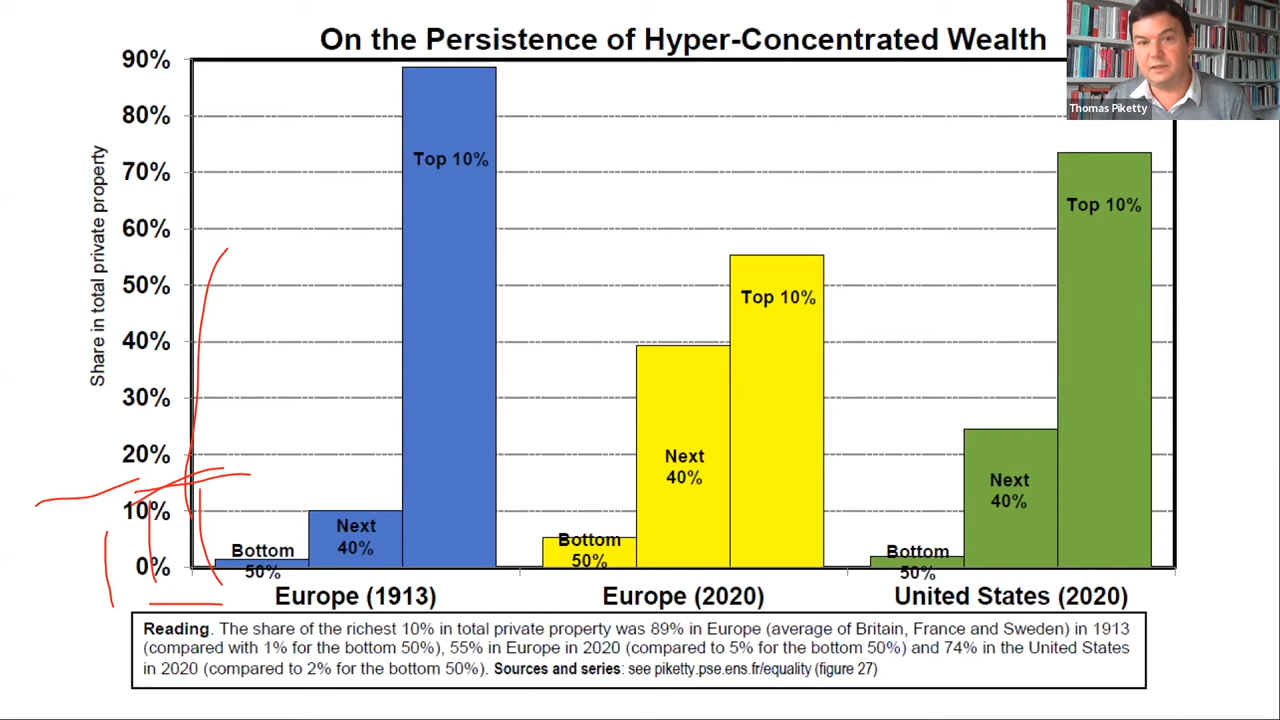 On the Persistence of Hyper-Concentrated Wealth
Thomas Piketty
Share in total private property
90%
80%
70%
60%
50%
40%
30%
20%
10%
0%
Bottom
50%
Next
40%
Top 10%
Bottom
50%
Next
40%
Top 10%
Bottom
50%
Next
40%
Top 10%
Europe (1913)
Europe (2020)
United States (2020)
Reading. The share of the richest 10% in total private property was 89% in Europe (average of Britain, France and Sweden) in 1913
(compared with 1% for the bottom 50%), 55% in Europe in 2020 (compared to 5% for the bottom 50%) and 74% in the United States
in 2020 (compared to 2% for the bottom 50%). Sources and series: see piketty.pse.ens.fr/equality (figure 27)